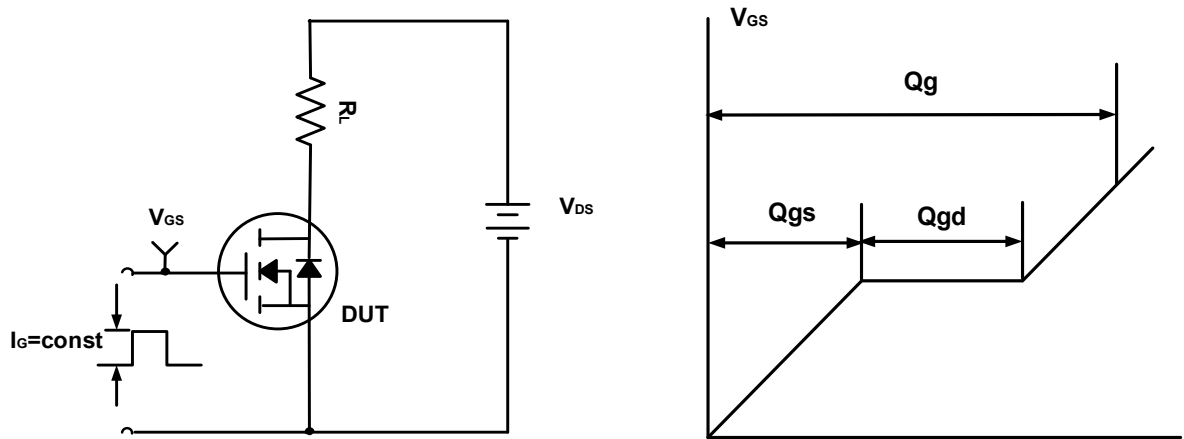 RL
VGS
VDS
DUT
IG=const
VGS
Qg
Qgs
Qgd